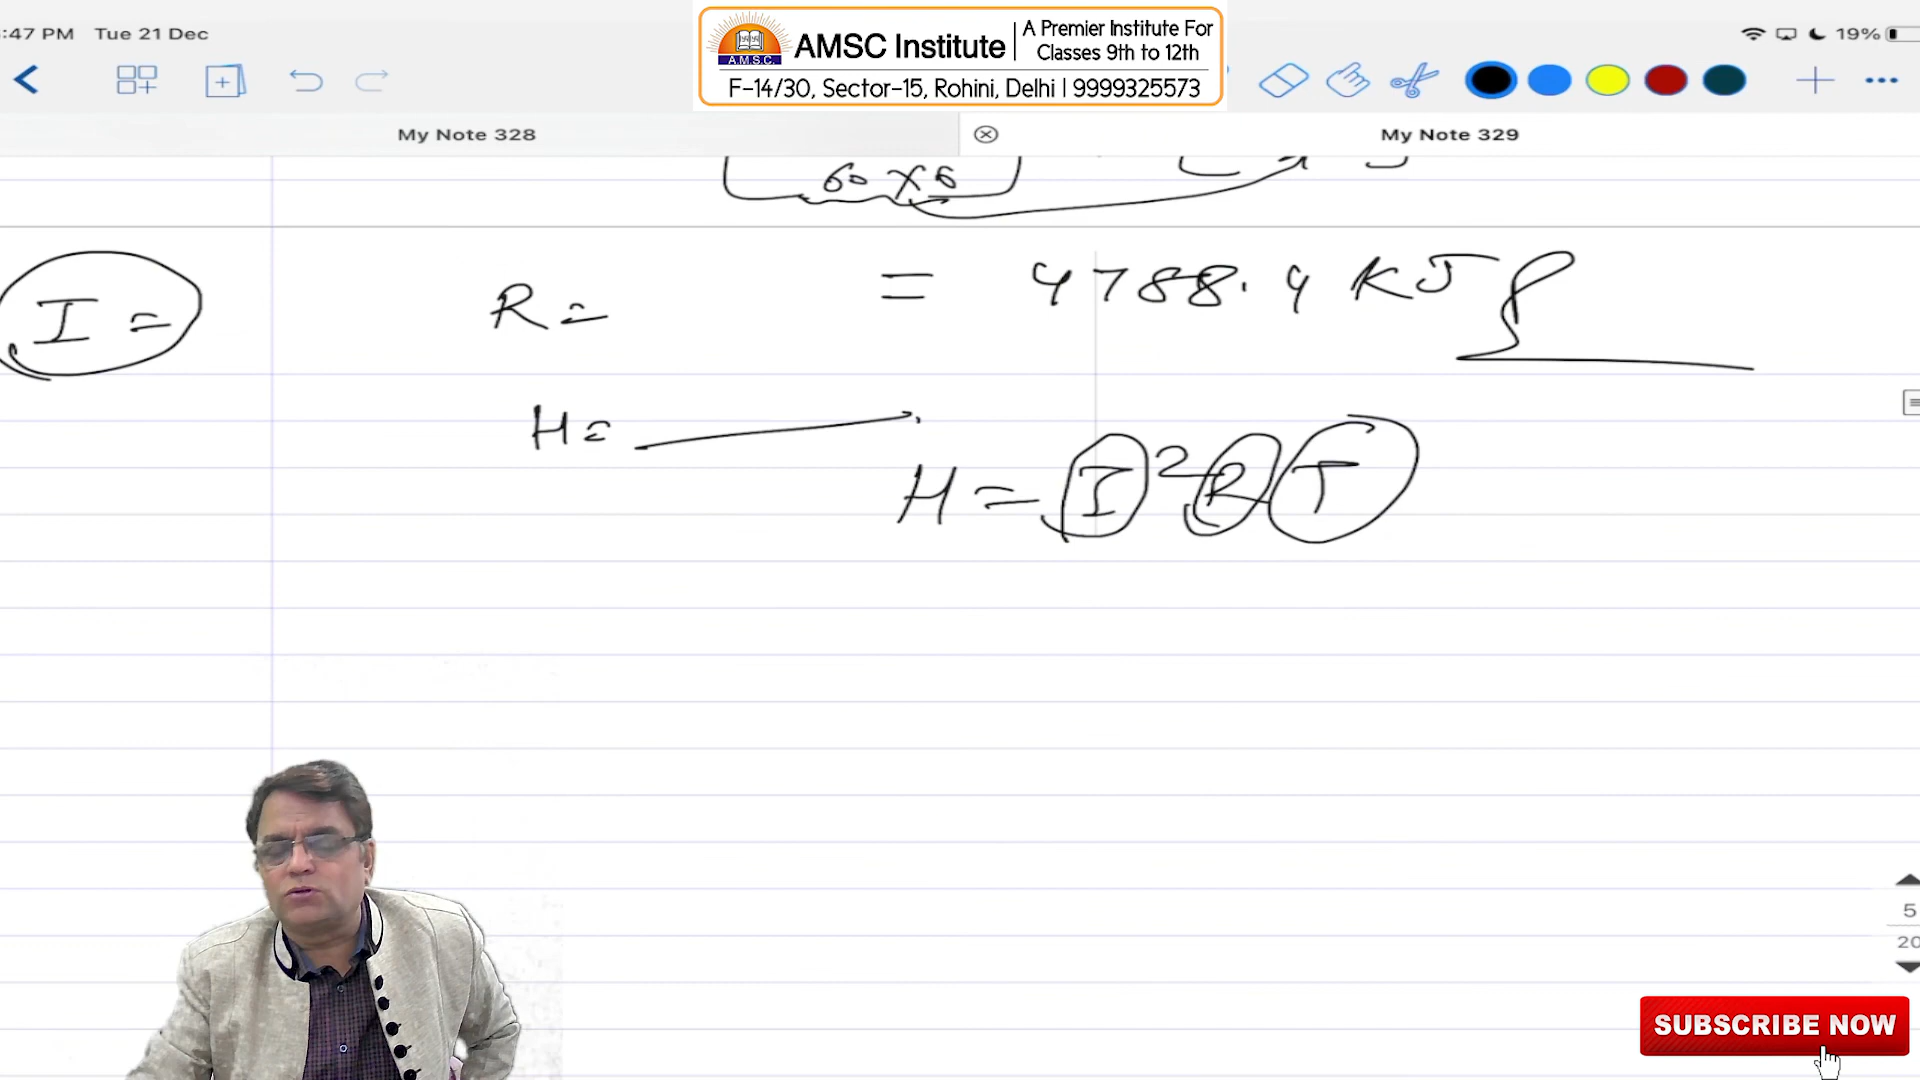 :47 PM Tue 21 Dec
AMSC Institute
A Premier Institute For
Classes 9th to 12th
A.M.S.C.
F-14/30, Sector-15, Rohini, Delhi | 9999325573
19%
My Note 328
My Note 329
60 X 6
I =
R =
= 4788.4 KJ
H =
H = I²RT
5
20
SUBSCRIBE NOW